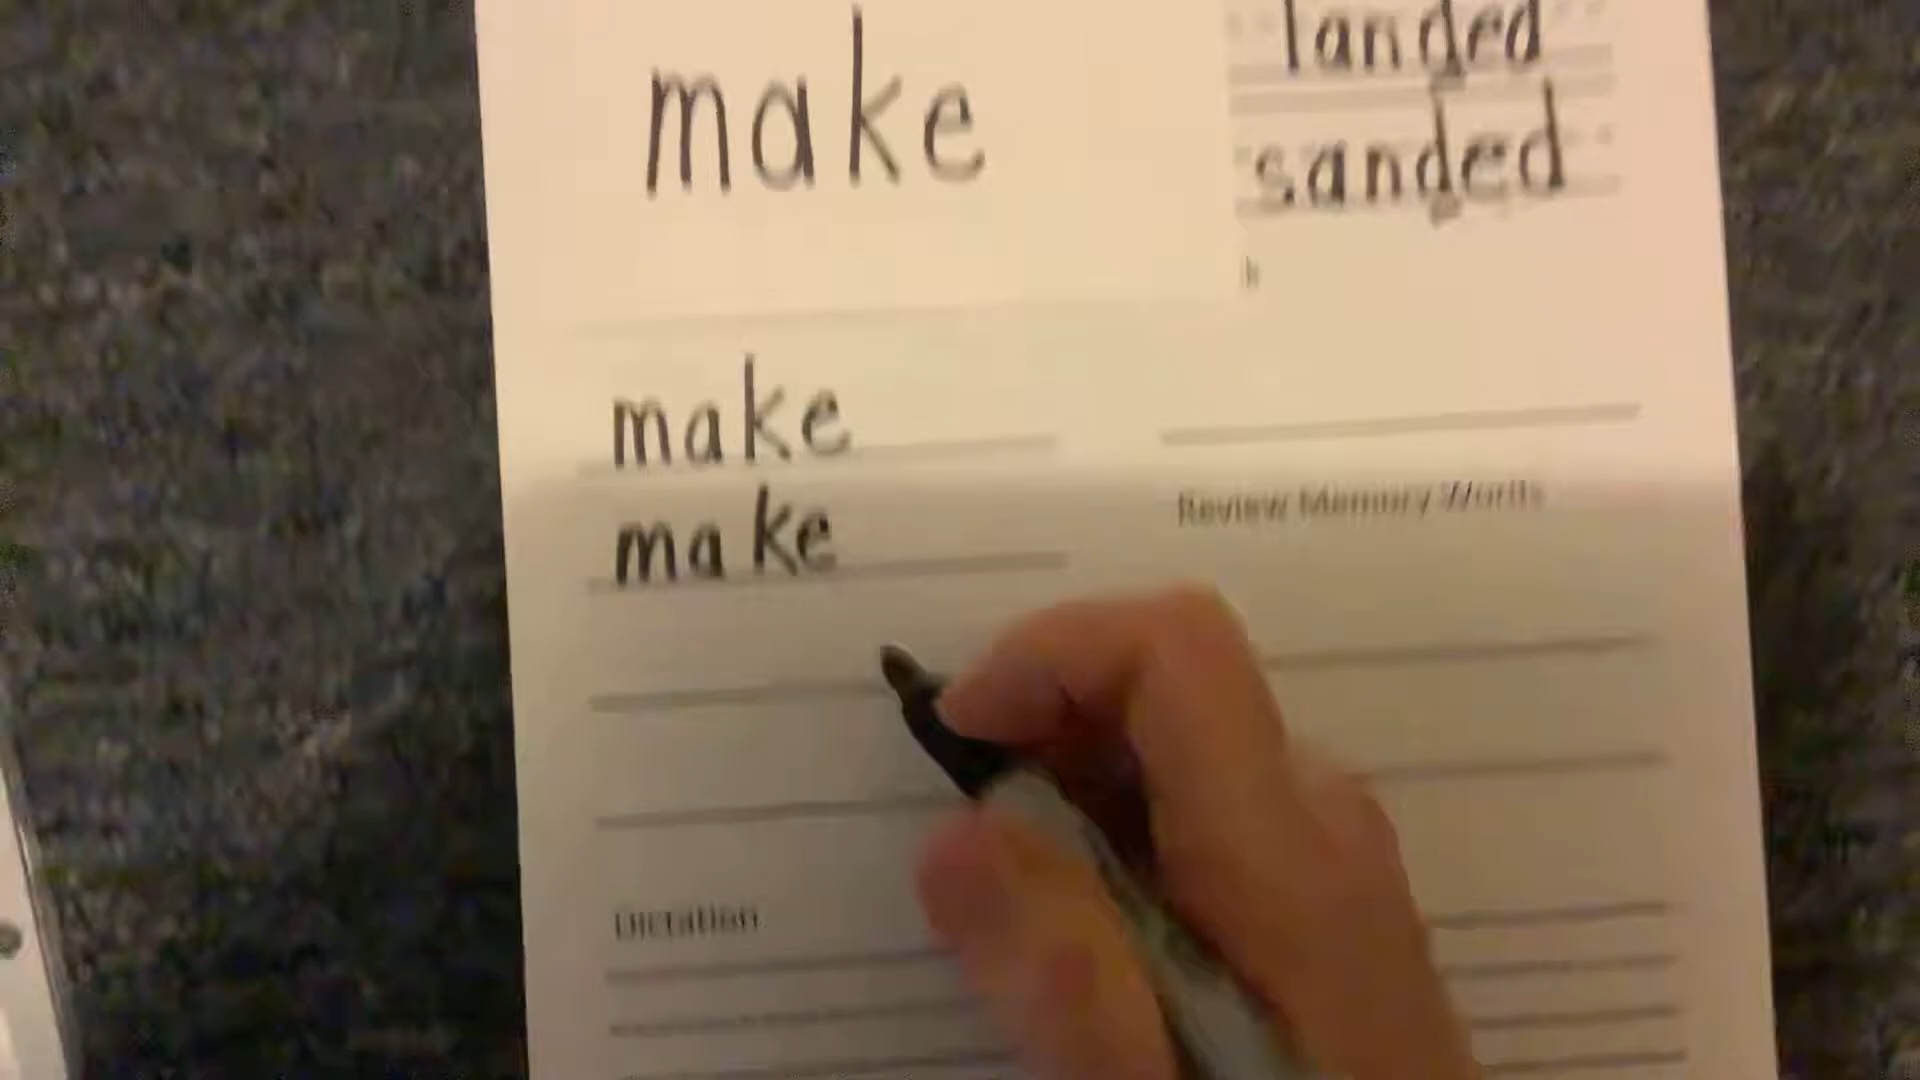 make
landed
sanded
make
make
Review Memory Words
Dictation